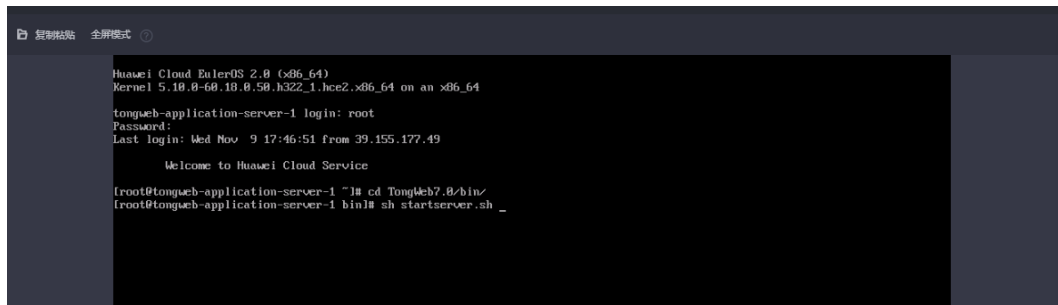 复制粘贴 全屏模式 ?
Huawei Cloud EulerOS 2.0 (x86_64)
Kernel 5.10.0-60.18.0.50.h322_1.hce2.x86_64 on an x86_64
tongweb-application-server-1 login: root
Password:
Last login: Wed Nov 9 17:46:51 from 39.155.177.49
Welcome to Huawei Cloud Service
[root@tongweb-application-server-1 ~]# cd TongWeb7.0/bin/
[root@tongweb-application-server-1 bin]# sh startserver.sh _